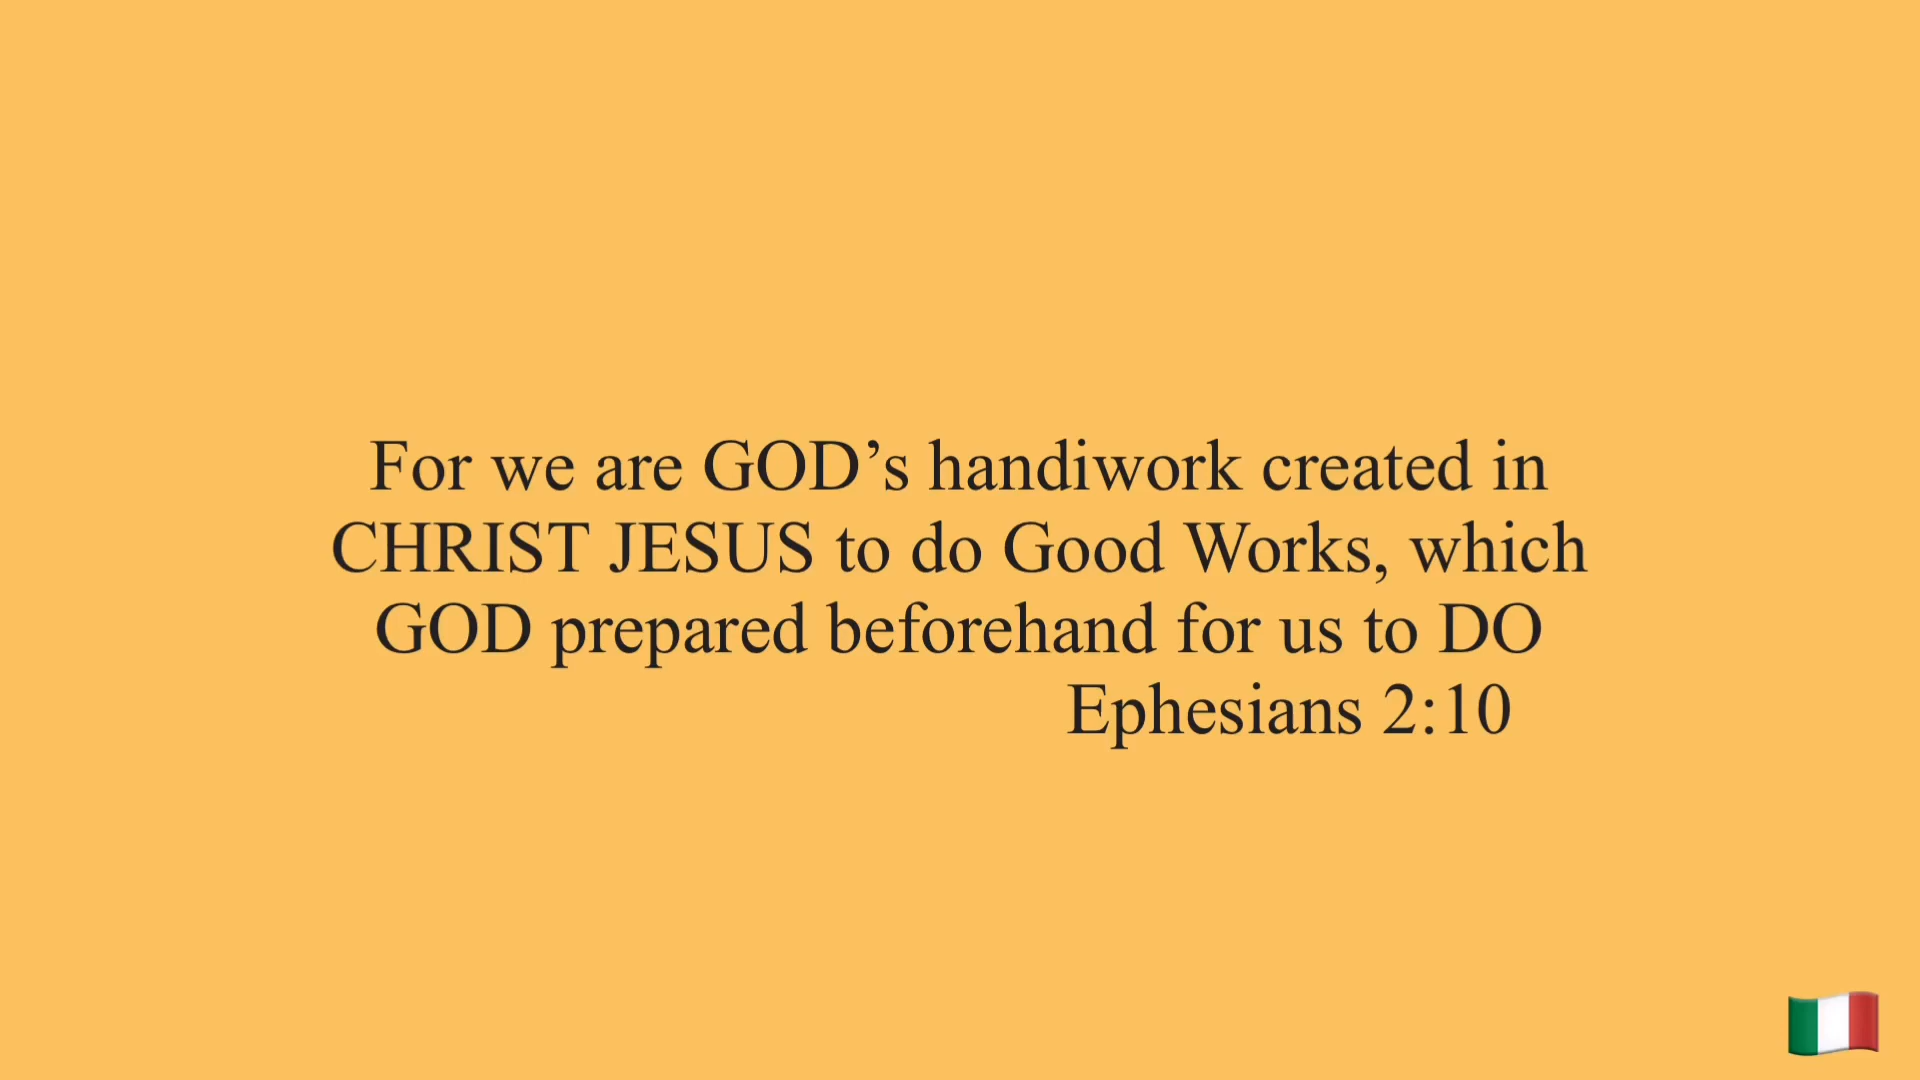 For we are GOD’s handiwork created in
CHRIST JESUS to do Good Works, which
GOD prepared beforehand for us to DO
Ephesians 2:10